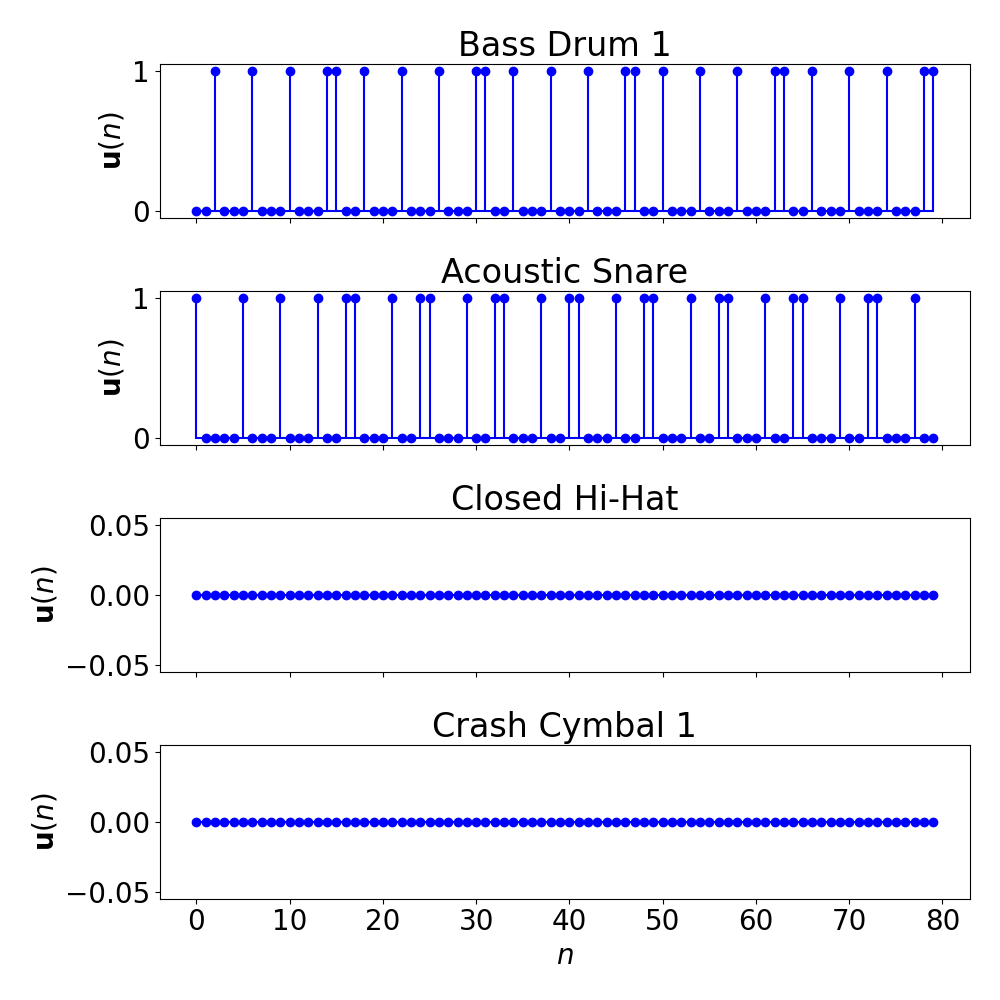 Bass Drum 1
1
u(n)
0
Acoustic Snare
1
u(n)
0
Closed Hi-Hat
0.05
u(n)
0.00
−0.05
Crash Cymbal 1
0.05
u(n)
0.00
−0.05
0 10 20 30 40 50 60 70 80
n